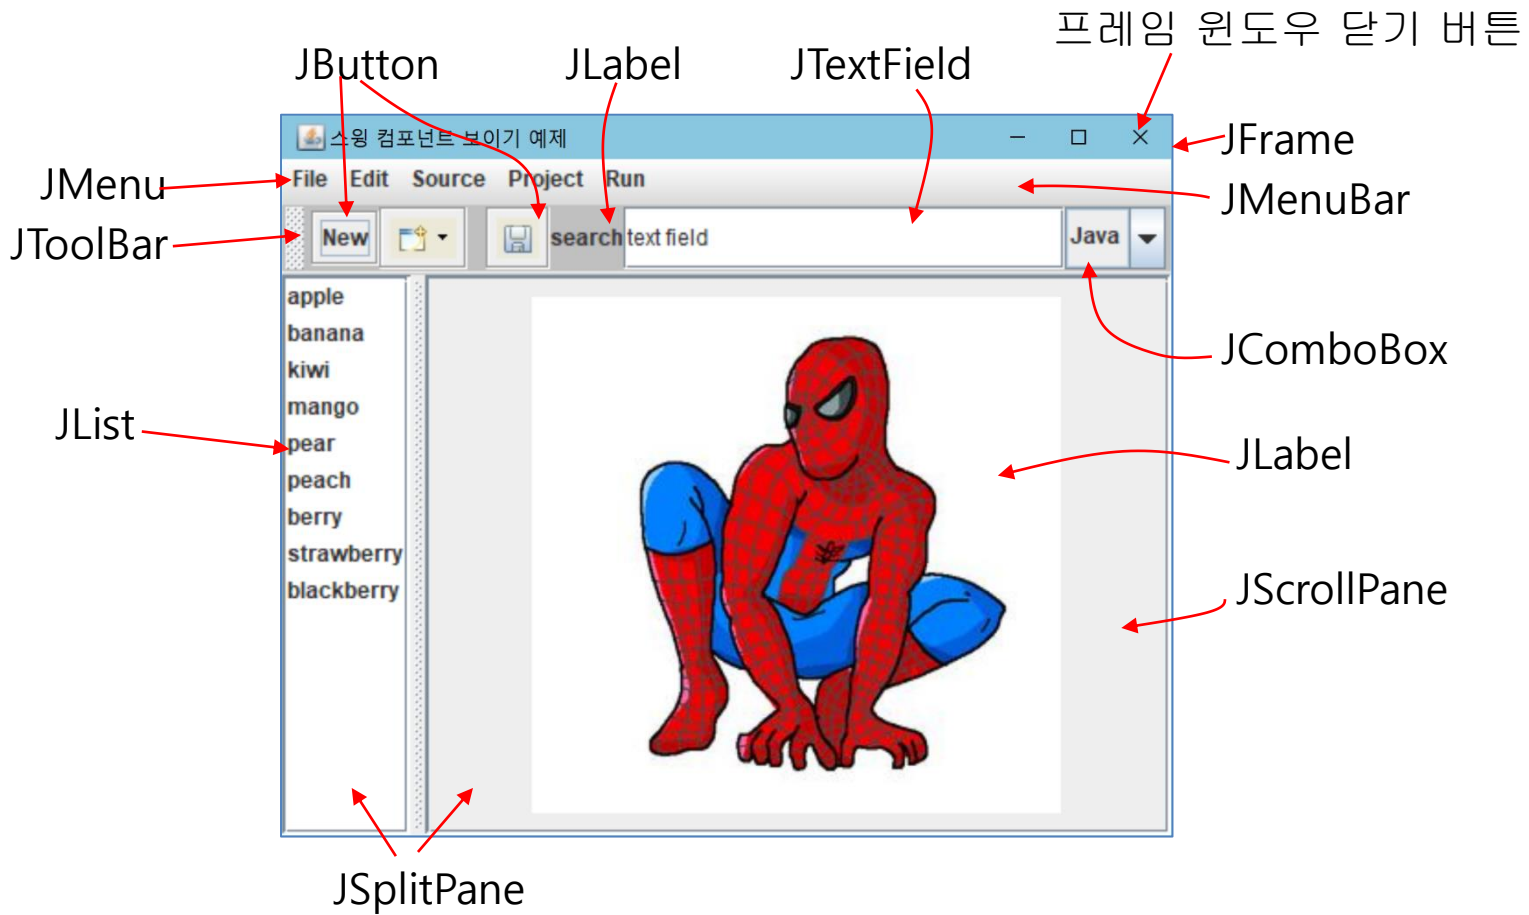 프레임 윈도우 닫기 버튼
JButton
JLabel
JTextField
스윙 컴포넌트 보이기 예제
JFrame
JMenu
File Edit Source Project Run
JMenuBar
JToolBar
New
search
text field
Java
apple
banana
kiwi
mango
pear
peach
berry
strawberry
blackberry
JComboBox
JList
JLabel
JScrollPane
JSplitPane